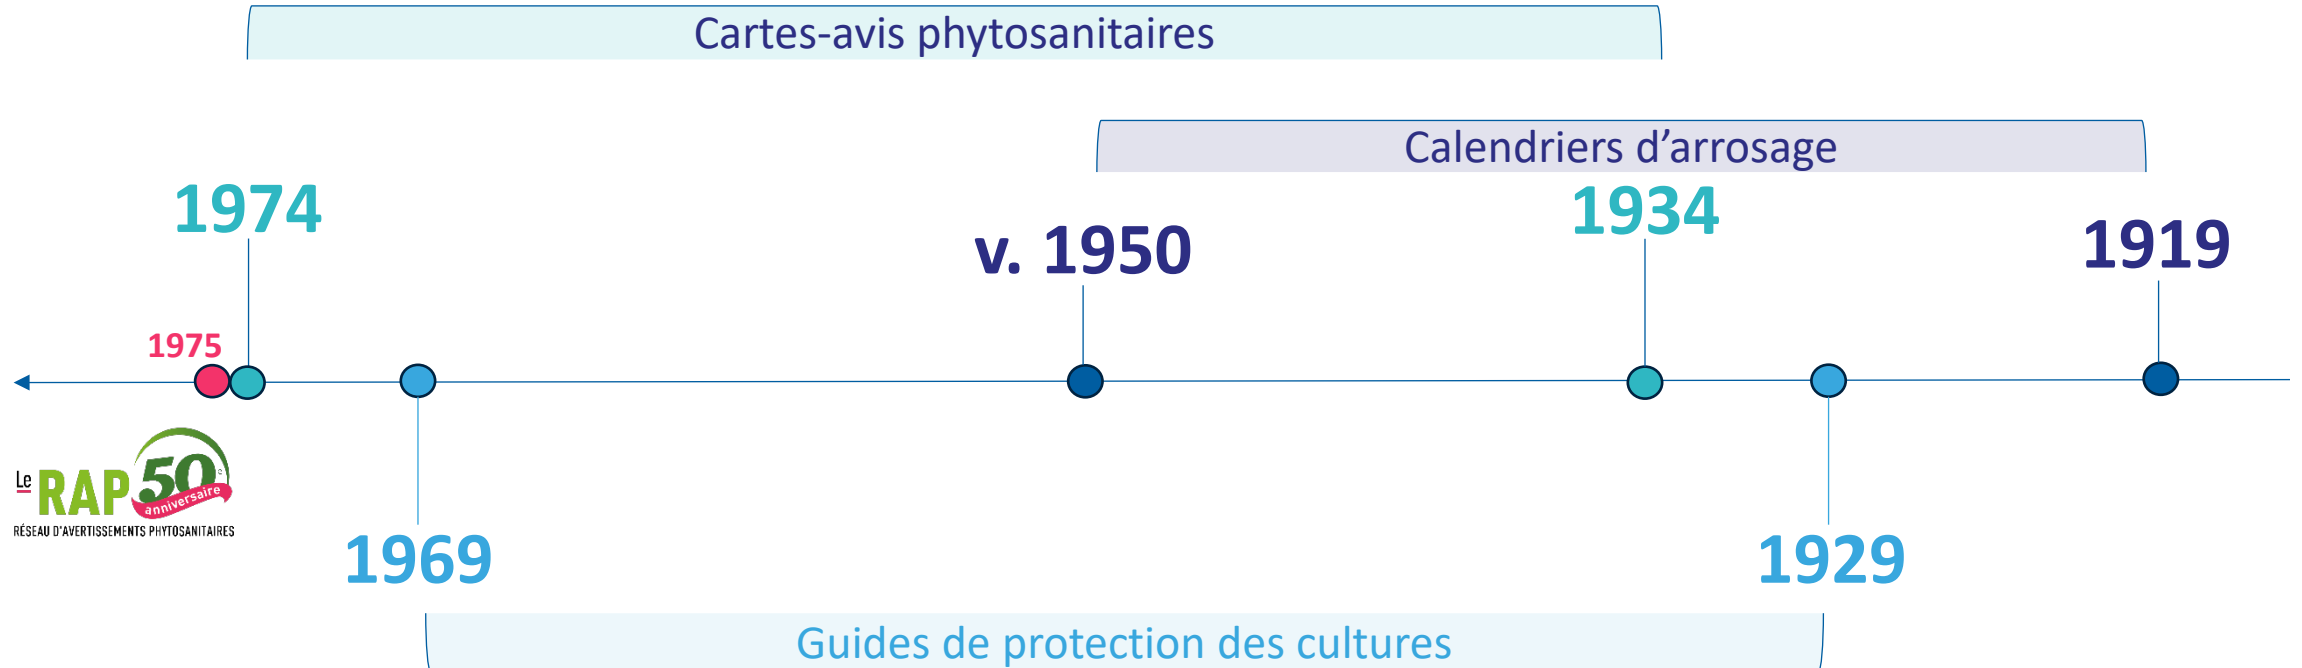 Cartes-avis phytosanitaires
Calendriers d’arrosage
1974
1934
v. 1950
1919
1975
Le RAP 50e
anniversaire
RÉSEAU D'AVERTISSEMENTS PHYTOSANITAIRES
1969
1929
Guides de protection des cultures